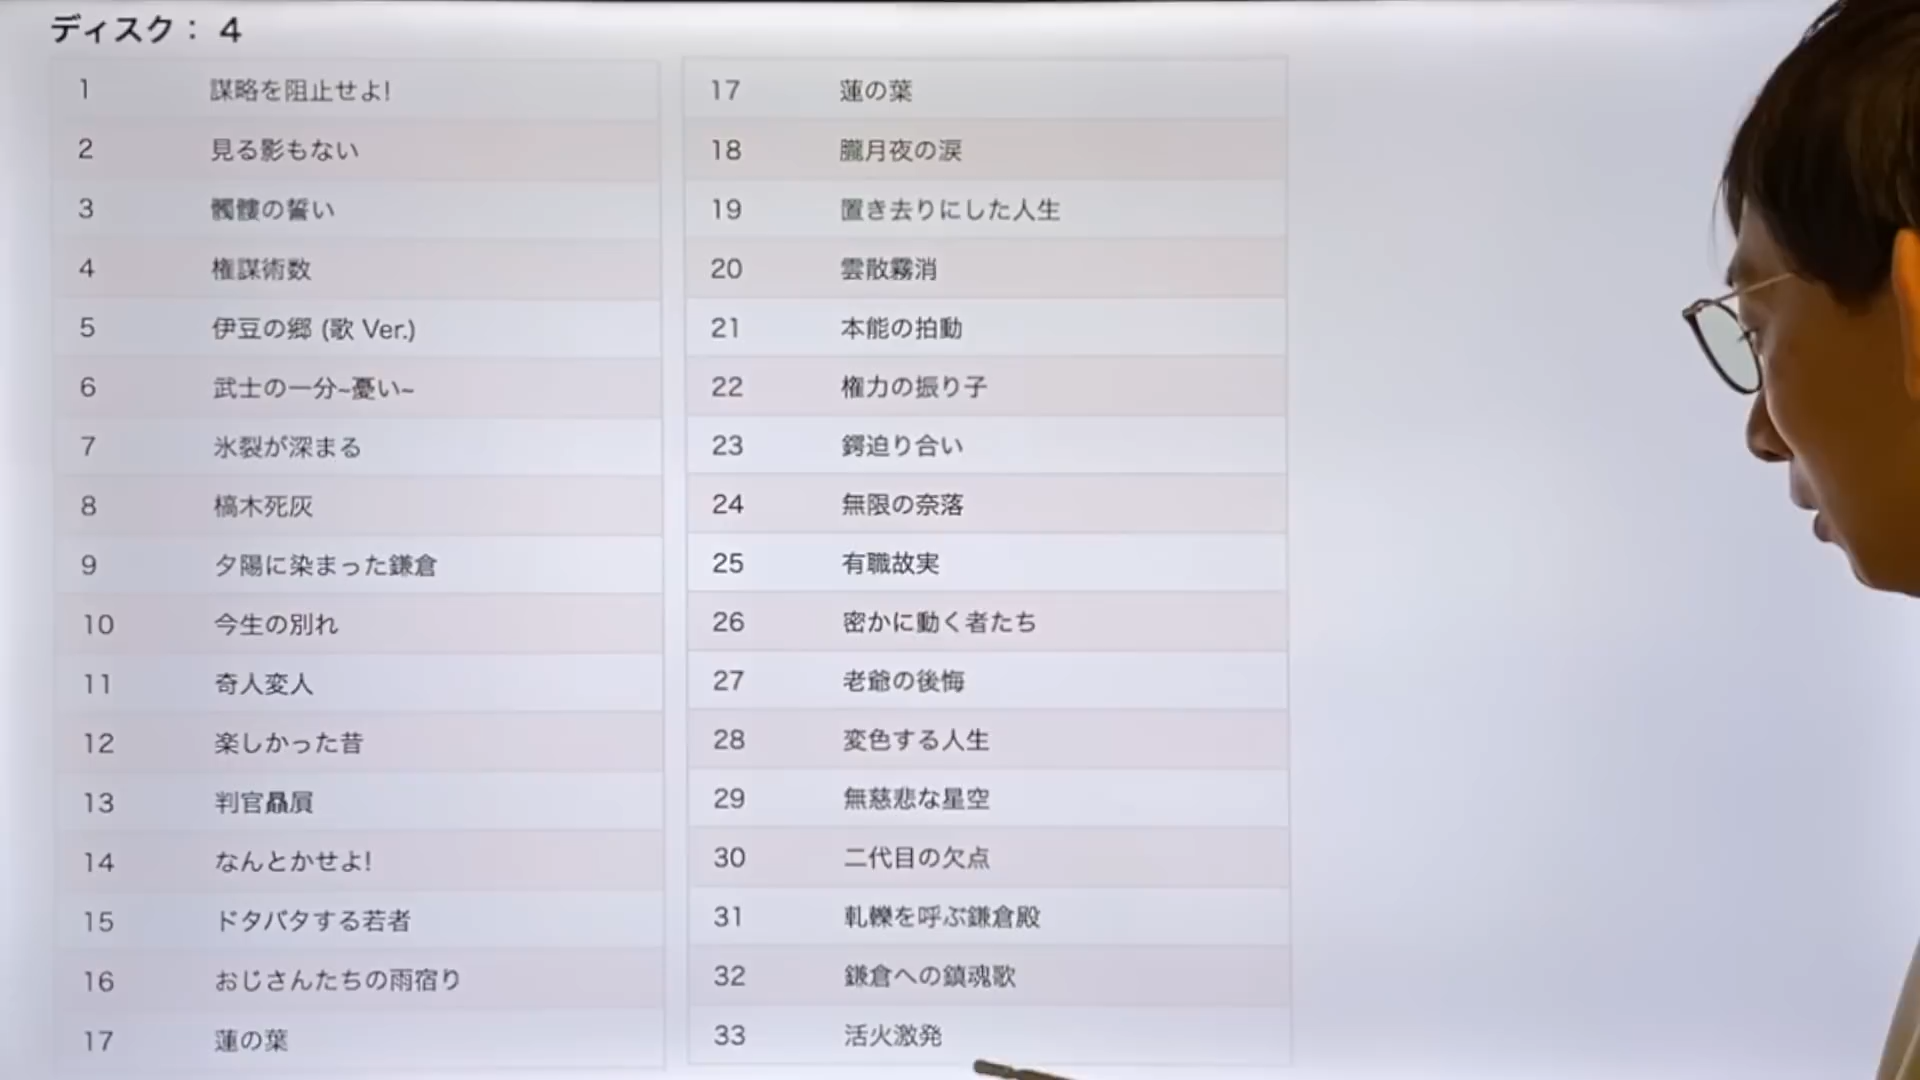 ディスク： 4
1 謀略を阻止せよ!
2 見る影もない
3 髑髏の誓い
4 権謀術数
5 伊豆の郷 (歌 Ver.)
6 武士の一分~憂い~
7 氷裂が深まる
8 槁木死灰
9 夕陽に染まった鎌倉
10 今生の別れ
11 奇人変人
12 楽しかった昔
13 判官贔屓
14 なんとかせよ!
15 ドタバタする若者
16 おじさんたちの雨宿り
17 蓮の葉
17 蓮の葉
18 朧月夜の涙
19 置き去りにした人生
20 雲散霧消
21 本能の拍動
22 権力の振り子
23 鍔迫り合い
24 無限の奈落
25 有職故実
26 密かに動く者たち
27 老爺の後悔
28 変色する人生
29 無慈悲な星空
30 二代目の欠点
31 軋轢を呼ぶ鎌倉殿
32 鎌倉への鎮魂歌
33 活火激発